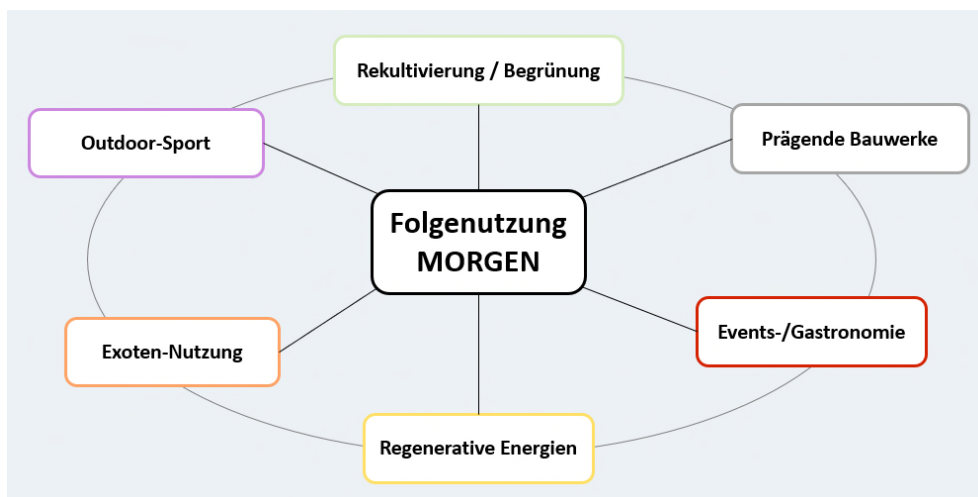 Rekultivierung / Begrünung
Outdoor-Sport
Prägende Bauwerke
Folgenutzung
MORGEN
Exoten-Nutzung
Events-/Gastronomie
Regenerative Energien